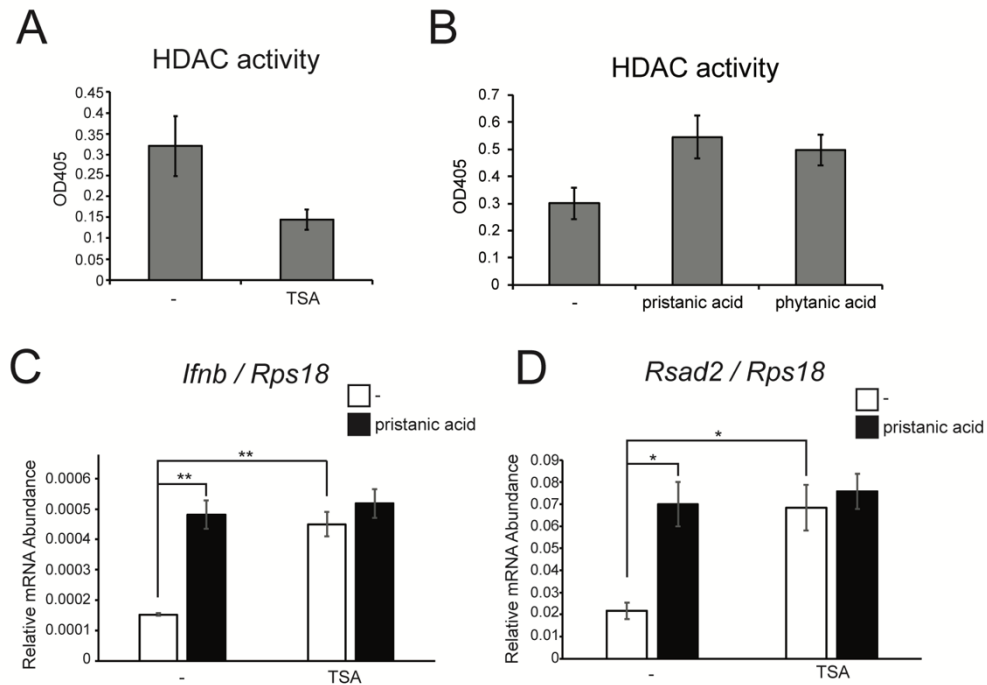 A
HDAC activity
OD405
0.45
0.4
0.35
0.3
0.25
0.2
0.15
0.1
0.05
0
-
TSA
B
HDAC activity
OD405
0.7
0.6
0.5
0.4
0.3
0.2
0.1
0
-
pristanic acid
phytanic acid
C
Ifnb / Rps18
-
pristanic acid
**
**
Relative mRNA Abundance
0.0006
0.0005
0.0004
0.0002
0.0001
0
-
TSA
D
Rsad2 / Rps18
-
pristanic acid
*
*
Relative mRNA Abundance
0.09
0.08
0.07
0.06
0.05
0.04
0.03
0.02
0.01
0.00
-
TSA